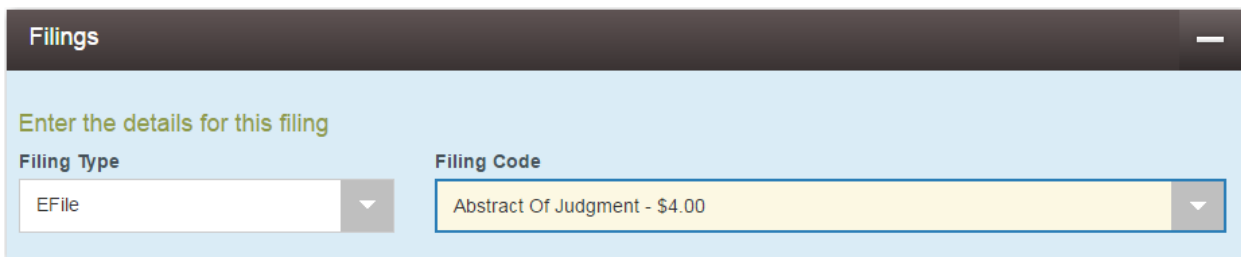 Filings
Enter the details for this filing
Filing Type
Filing Code
EFile
Abstract Of Judgment - $4.00